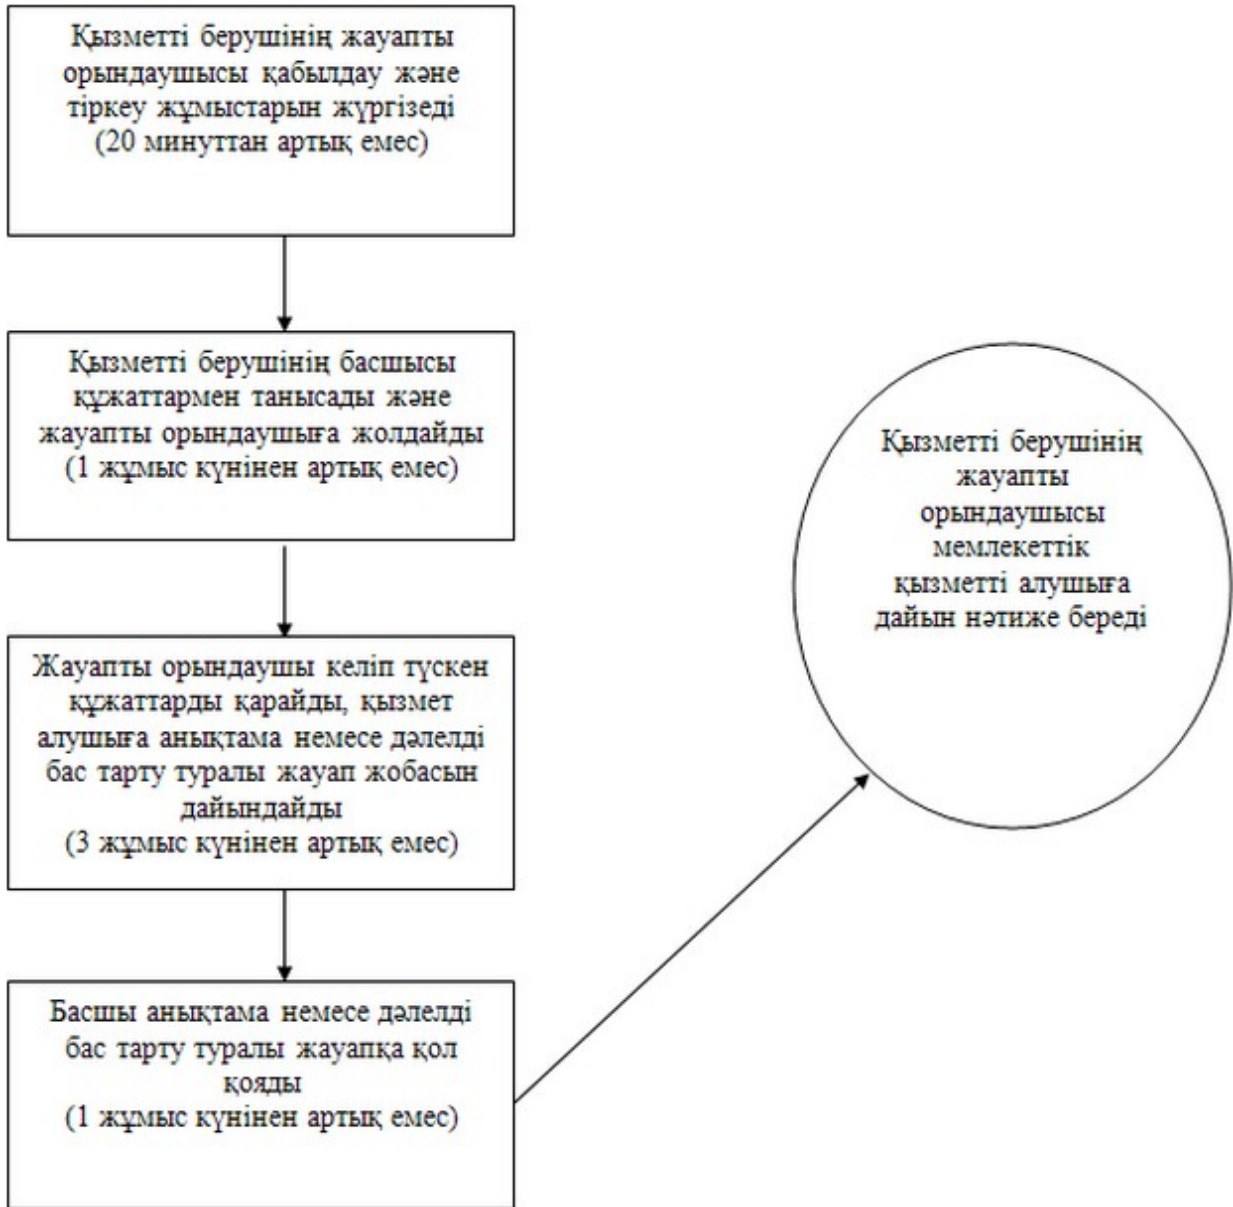 Қызметті берушінің жауапты
орындаушысы қабылдау және
тіркеу жұмыстарын жүргізеді
(20 минуттан артық емес)
Қызметті берушінің басшысы
құжаттармен танысады және
жауапты орындаушыға жолдайды
(1 жұмыс күнінен артық емес)
Жауапты орындаушы келіп түскен
құжаттарды қарайды, қызмет
алушыға анықтама немесе дәлелді
бас тарту туралы жауап жобасын
дайындайды
(3 жұмыс күнінен артық емес)
Басшы анықтама немесе дәлелді
бас тарту туралы жауапқа қол
қояды
(1 жұмыс күнінен артық емес)
Қызметті берушінің
жауапты
орындаушысы
мемлекеттік
қызметті алушыға
дайын нәтиже береді